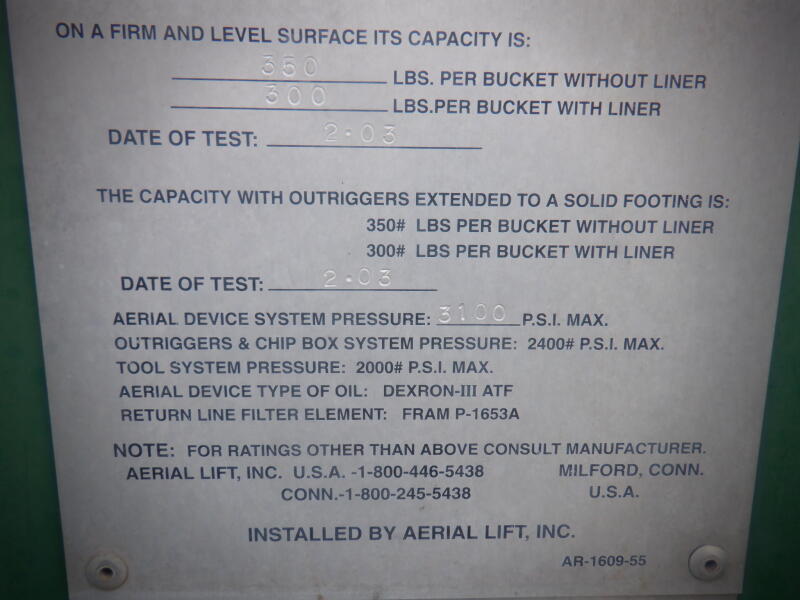 ON A FIRM AND LEVEL SURFACE ITS CAPACITY IS:
350 LBS. PER BUCKET WITHOUT LINER
300 LBS.PER BUCKET WITH LINER
DATE OF TEST: 2·03
THE CAPACITY WITH OUTRIGGERS EXTENDED TO A SOLID FOOTING IS:
350# LBS PER BUCKET WITHOUT LINER
300# LBS PER BUCKET WITH LINER
DATE OF TEST: 2·03
AERIAL DEVICE SYSTEM PRESSURE: 3100 P.S.I. MAX.
OUTRIGGERS & CHIP BOX SYSTEM PRESSURE: 2400# P.S.I. MAX.
TOOL SYSTEM PRESSURE: 2000# P.S.I. MAX.
AERIAL DEVICE TYPE OF OIL: DEXRON-III ATF
RETURN LINE FILTER ELEMENT: FRAM P-1653A
NOTE: FOR RATINGS OTHER THAN ABOVE CONSULT MANUFACTURER.
AERIAL LIFT, INC. U.S.A. -1-800-446-5438 MILFORD, CONN.
CONN.-1-800-245-5438 U.S.A.
INSTALLED BY AERIAL LIFT, INC.
AR-1609-55